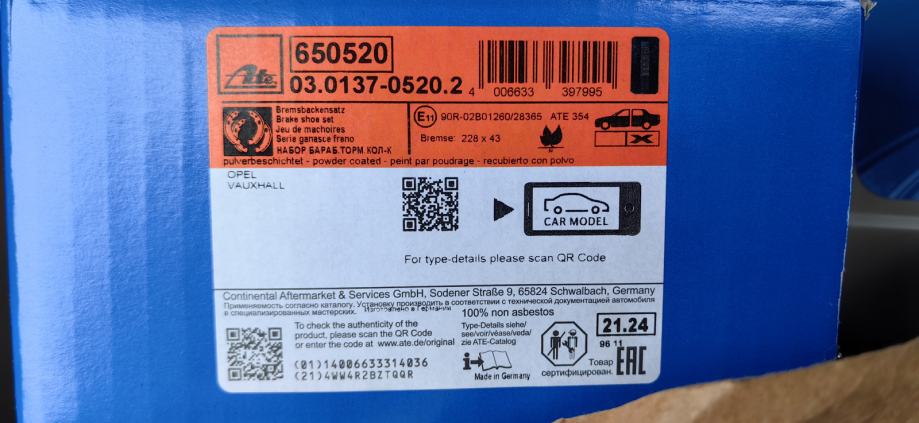 Ate
650520
03.0137-0520.2
4 006633 397995
Bremsbackensatz
Brake shoe set
Jeu de machoires
Serie ganasce freno
НАБОР БАРАБ.ТОРМ.КОЛ-К
E11 90R-02B01260/28365 ATE 354
Bremse: 228 x 43
X
pulverbeschichtet - powder coated - peint par poudrage - recubierto con polvo
OPEL
VAUXHALL
CAR MODEL
For type-details please scan QR Code
Continental Aftermarket & Services GmbH, Sodener Straße 9, 65824 Schwalbach, Germany
Применяемость согласно каталогу. Установку производить в соответствии с технической документацией автомобиля
в специализированных мастерских. Изготовлено в Германии
100% non asbestos
To check the authenticity of the
product, please scan the QR Code
or enter the code at www.ate.de/original
(01)14006633314036
(21)4WW4R2BZTQQR
Type-Details siehe/
see/voir/véase/veda/
zie ATE-Catalog
Made in Germany
21.24
96 11
Товар
сертифицирован.
EAC